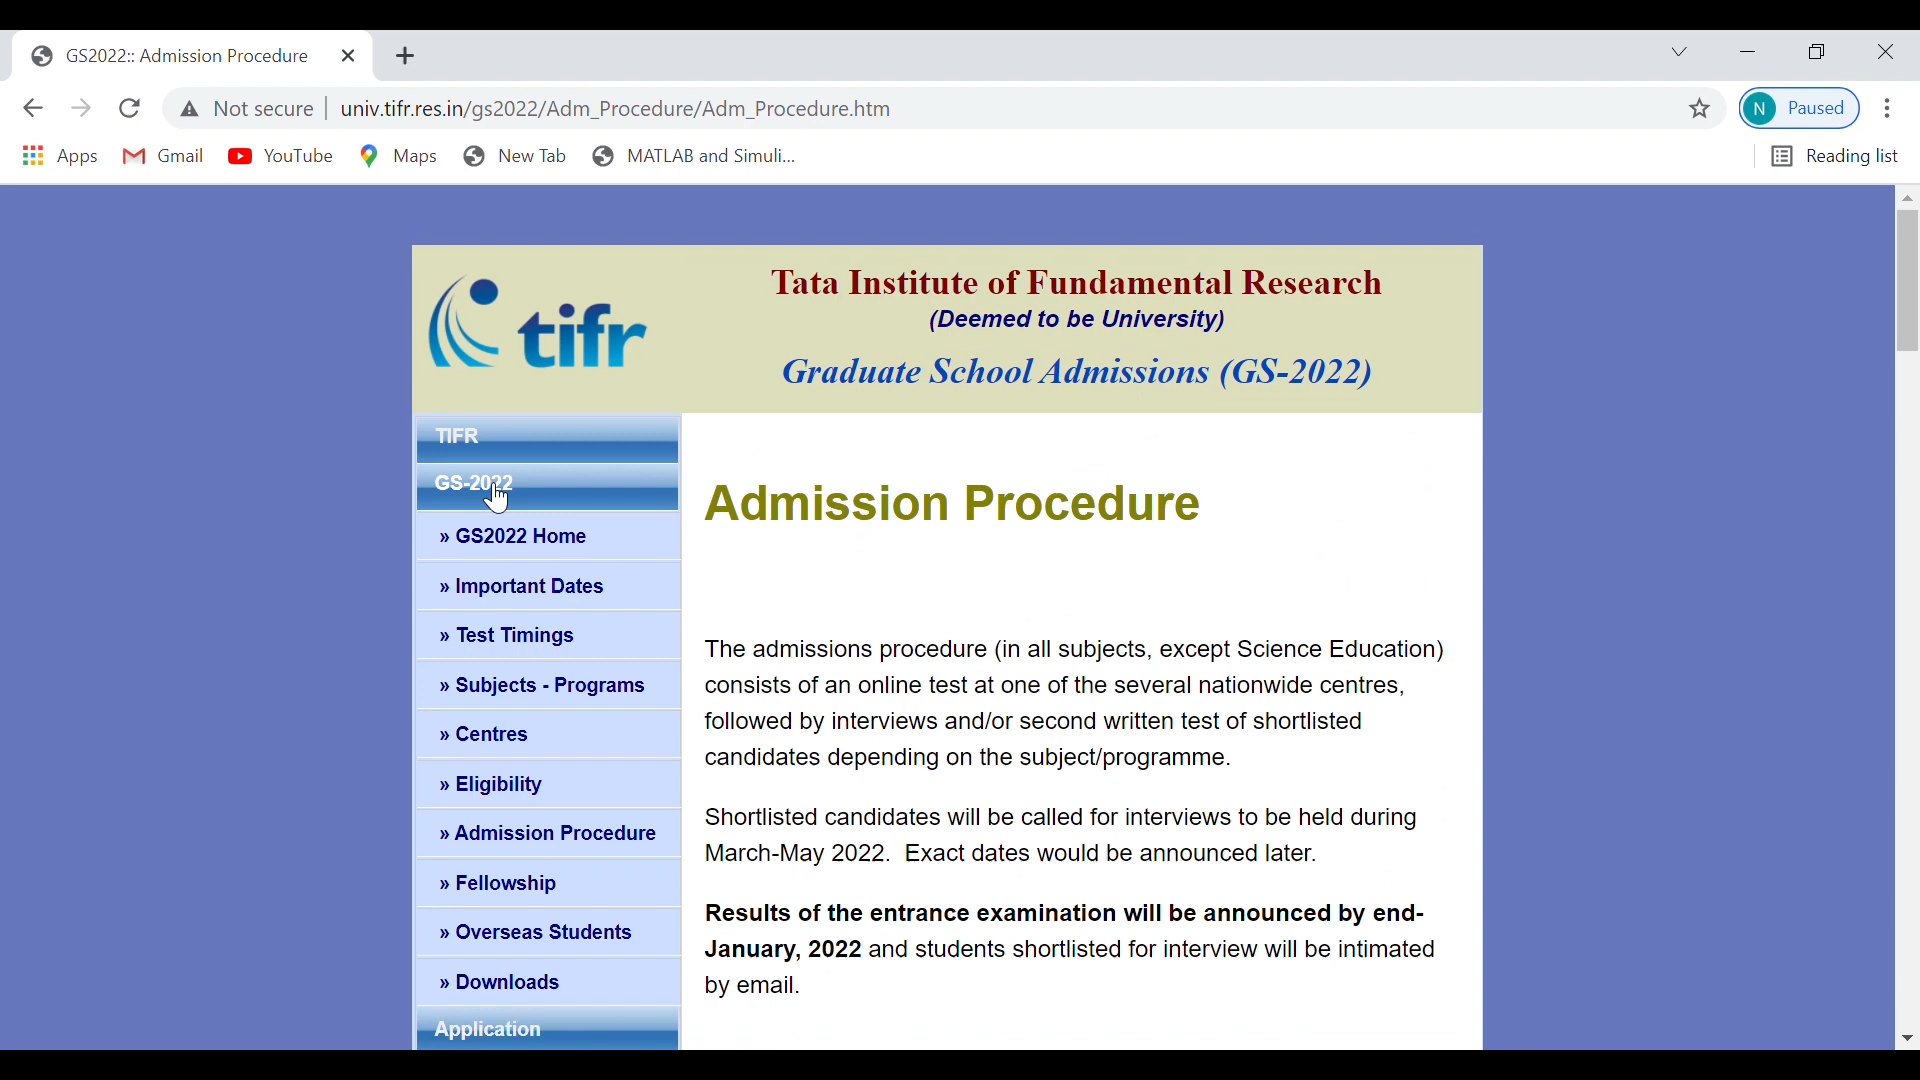 GS2022:: Admission Procedure
Not secure
univ.tifr.res.in/gs2022/Adm_Procedure/Adm_Procedure.htm
N Paused
Apps Gmail YouTube Maps New Tab MATLAB and Simuli... Reading list
tifr
Tata Institute of Fundamental Research
(Deemed to be University)
Graduate School Admissions (GS-2022)
TIFR
GS-2022
» GS2022 Home
» Important Dates
» Test Timings
» Subjects - Programs
» Centres
» Eligibility
» Admission Procedure
» Fellowship
» Overseas Students
» Downloads
Application
Admission Procedure
The admissions procedure (in all subjects, except Science Education)
consists of an online test at one of the several nationwide centres,
followed by interviews and/or second written test of shortlisted
candidates depending on the subject/programme.
Shortlisted candidates will be called for interviews to be held during
March-May 2022. Exact dates would be announced later.
Results of the entrance examination will be announced by end-
January, 2022 and students shortlisted for interview will be intimated
by email.